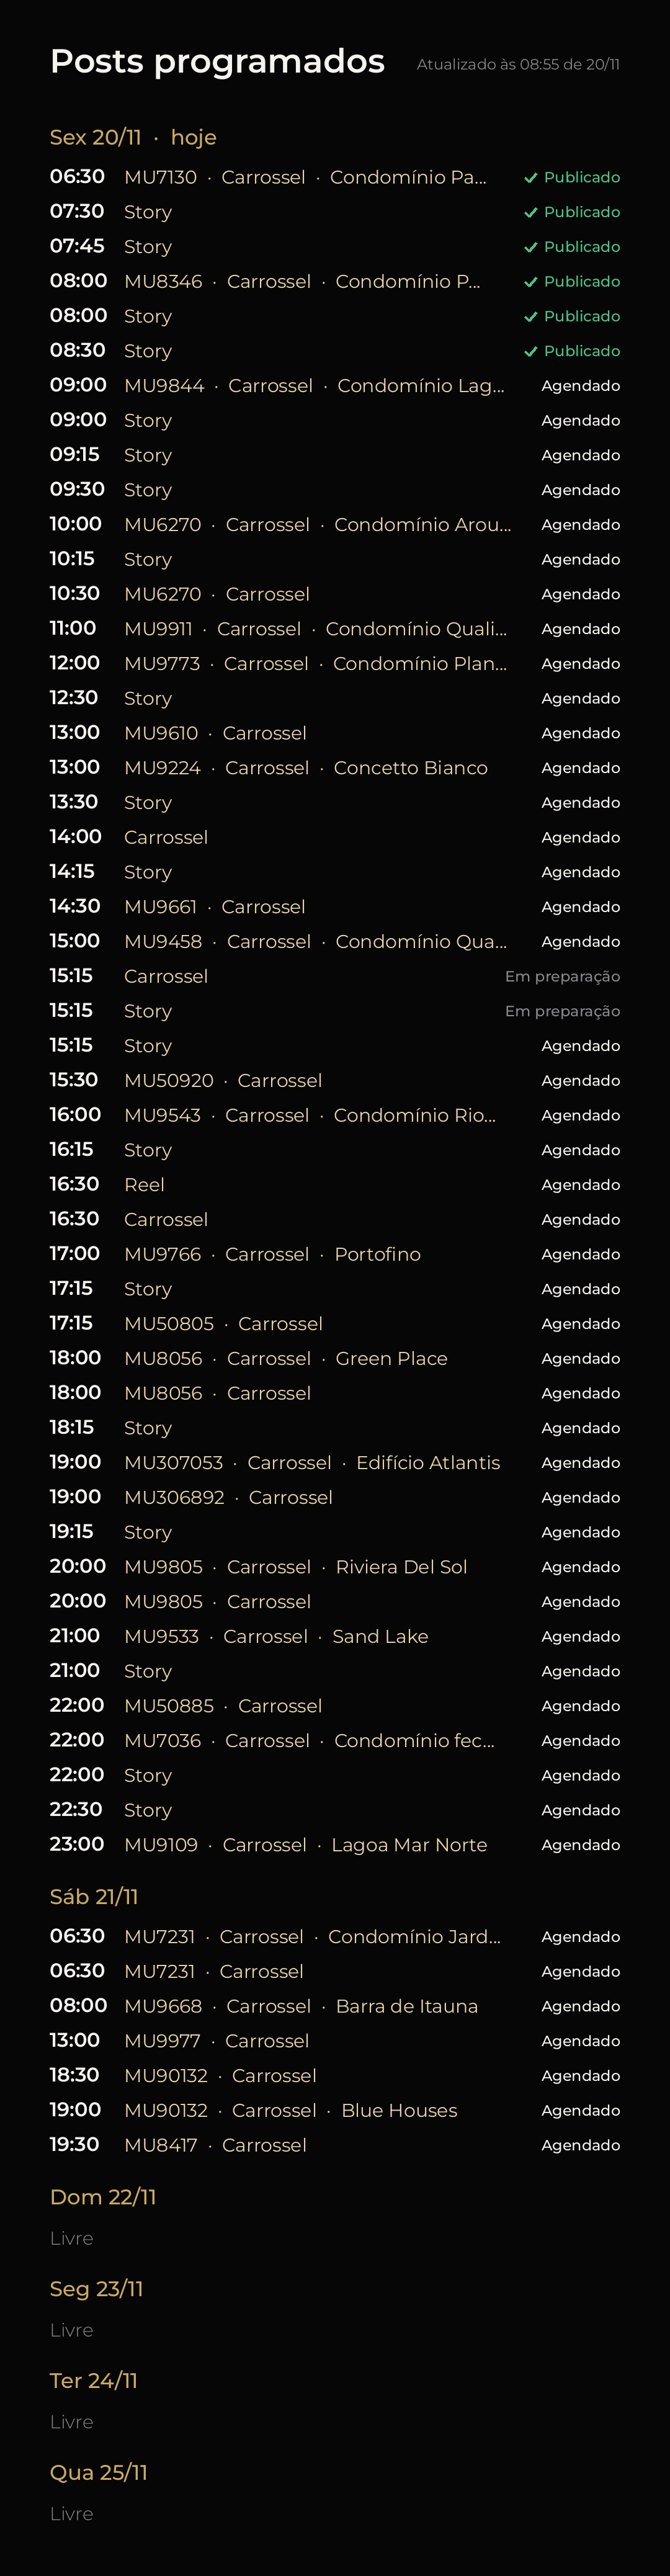 Posts programados Atualizado às 08:55 de 20/11
Sex 20/11 · hoje
06:30 MU7130 · Carrossel · Condomínio Pa... ✓ Publicado
07:30 Story ✓ Publicado
07:45 Story ✓ Publicado
08:00 MU8346 · Carrossel · Condomínio P... ✓ Publicado
08:00 Story ✓ Publicado
08:30 Story ✓ Publicado
09:00 MU9844 · Carrossel · Condomínio Lag... Agendado
09:00 Story Agendado
09:15 Story Agendado
09:30 Story Agendado
10:00 MU6270 · Carrossel · Condomínio Arou... Agendado
10:15 Story Agendado
10:30 MU6270 · Carrossel Agendado
11:00 MU9911 · Carrossel · Condomínio Quali... Agendado
12:00 MU9773 · Carrossel · Condomínio Plan... Agendado
12:30 Story Agendado
13:00 MU9610 · Carrossel Agendado
13:00 MU9224 · Carrossel · Concetto Bianco Agendado
13:30 Story Agendado
14:00 Carrossel Agendado
14:15 Story Agendado
14:30 MU9661 · Carrossel Agendado
15:00 MU9458 · Carrossel · Condomínio Qua... Agendado
15:15 Carrossel Em preparação
15:15 Story Em preparação
15:15 Story Agendado
15:30 MU50920 · Carrossel Agendado
16:00 MU9543 · Carrossel · Condomínio Rio... Agendado
16:15 Story Agendado
16:30 Reel Agendado
16:30 Carrossel Agendado
17:00 MU9766 · Carrossel · Portofino Agendado
17:15 Story Agendado
17:15 MU50805 · Carrossel Agendado
18:00 MU8056 · Carrossel · Green Place Agendado
18:00 MU8056 · Carrossel Agendado
18:15 Story Agendado
19:00 MU307053 · Carrossel · Edifício Atlantis Agendado
19:00 MU306892 · Carrossel Agendado
19:15 Story Agendado
20:00 MU9805 · Carrossel · Riviera Del Sol Agendado
20:00 MU9805 · Carrossel Agendado
21:00 MU9533 · Carrossel · Sand Lake Agendado
21:00 Story Agendado
22:00 MU50885 · Carrossel Agendado
22:00 MU7036 · Carrossel · Condomínio fec... Agendado
22:00 Story Agendado
22:30 Story Agendado
23:00 MU9109 · Carrossel · Lagoa Mar Norte Agendado
Sáb 21/11
06:30 MU7231 · Carrossel · Condomínio Jard... Agendado
06:30 MU7231 · Carrossel Agendado
08:00 MU9668 · Carrossel · Barra de Itauna Agendado
13:00 MU9977 · Carrossel Agendado
18:30 MU90132 · Carrossel Agendado
19:00 MU90132 · Carrossel · Blue Houses Agendado
19:30 MU8417 · Carrossel Agendado
Dom 22/11
Livre
Seg 23/11
Livre
Ter 24/11
Livre
Qua 25/11
Livre